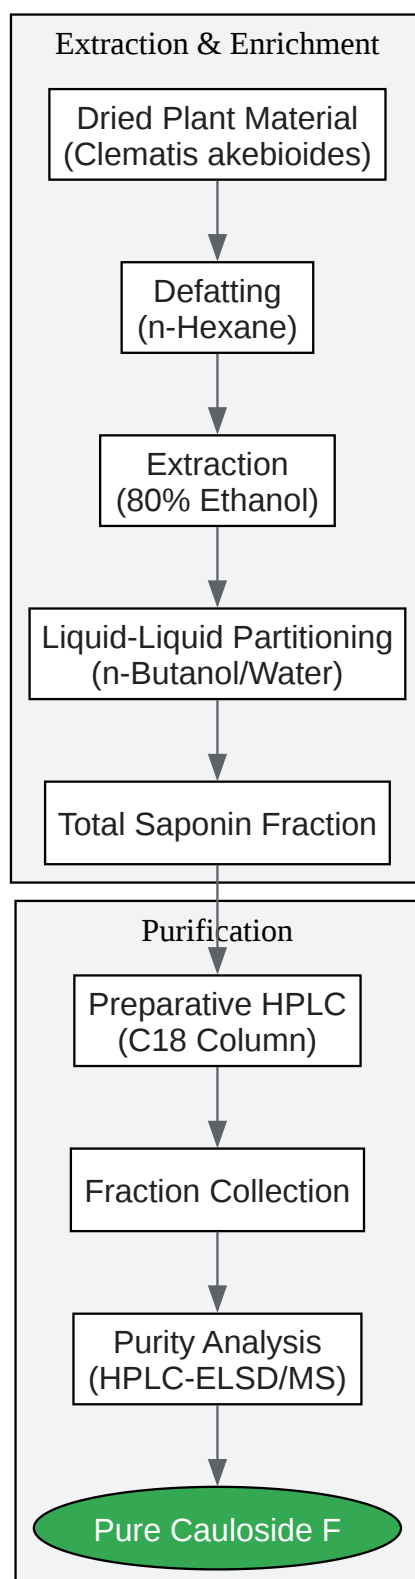 Extraction & Enrichment
Dried Plant Material
(Clematis akebioides)
Defatting
(n-Hexane)
Extraction
(80% Ethanol)
Liquid-Liquid Partitioning
(n-Butanol/Water)
Total Saponin Fraction
Purification
Preparative HPLC
(C18 Column)
Fraction Collection
Purity Analysis
(HPLC-ELSD/MS)
Pure Cauloside F